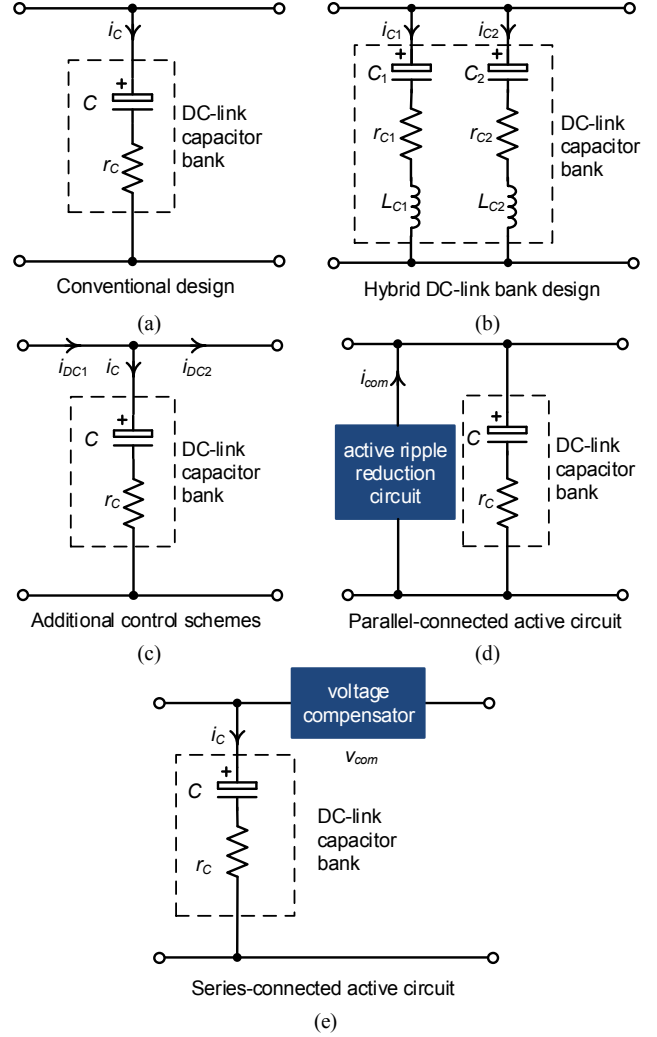 i_C
+
C
r_C
DC-link
capacitor
bank
Conventional design
(a)
i_C1
i_C2
+
+
C_1
C_2
r_C1
r_C2
L_C1
L_C2
DC-link
capacitor
bank
Hybrid DC-link bank design
(b)
i_DC1
i_C
i_DC2
+
C
r_C
DC-link
capacitor
bank
Additional control schemes
(c)
i_com
active ripple
reduction
circuit
+
C
r_C
DC-link
capacitor
bank
Parallel-connected active circuit
(d)
voltage
compensator
v_com
i_C
+
C
r_C
DC-link
capacitor
bank
Series-connected active circuit
(e)